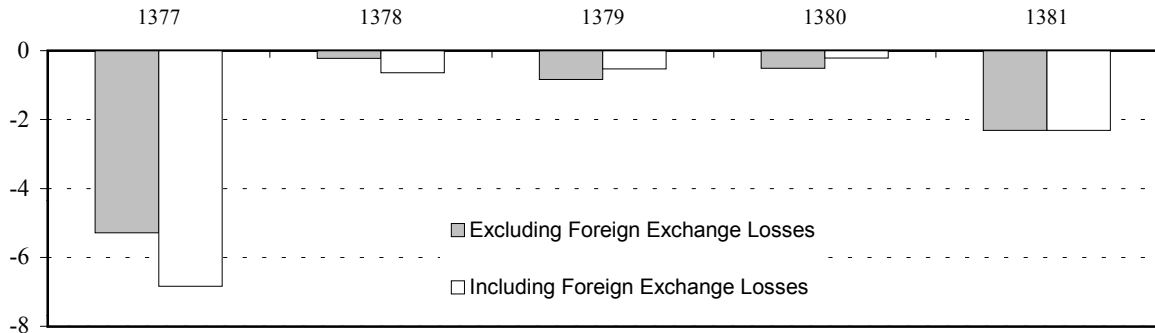 1377 1378 1379 1380 1381
0
-2
-4
Excluding Foreign Exchange Losses
-6
Including Foreign Exchange Losses
-8